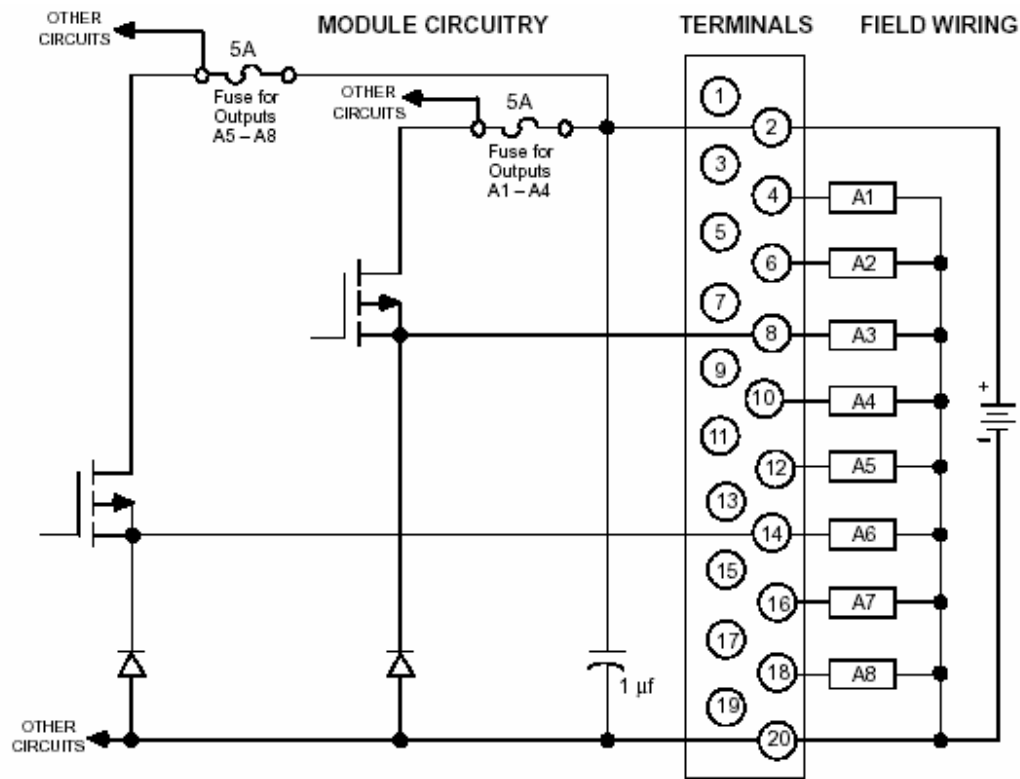 MODULE CIRCUITRY
TERMINALS
FIELD WIRING
OTHER
CIRCUITS
5A
Fuse for
Outputs
A5 – A8
OTHER
CIRCUITS
5A
Fuse for
Outputs
A1 – A4
1
2
3
4
A1
5
6
A2
7
8
A3
9
10
A4
11
12
A5
13
14
A6
15
16
A7
17
18
A8
19
20
+
-
1 µf
OTHER
CIRCUITS